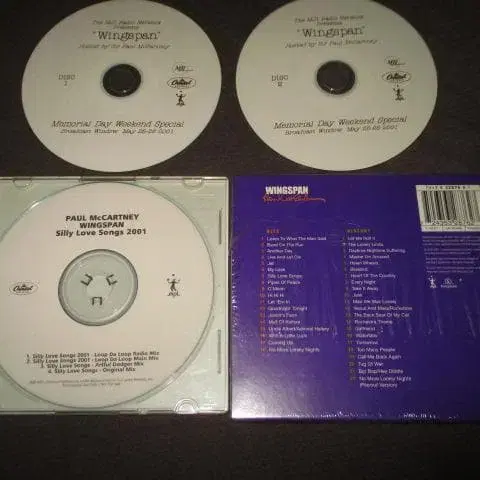 The MJI Radio Network
Presents
"Wingspan"
Hosted by Sir Paul McCartney
DISC
1
MJI
Capitol
MPL
Memorial Day Weekend Special
Broadcast Window May 25-28 2001
The MJI Radio Network
Presents
"Wingspan"
Hosted by Sir Paul McCartney
DISC
2
MJI
Capitol
Memorial Day Weekend Special
Broadcast Window May 25-28 2001
PAUL McCARTNEY
WINGSPAN
Silly Love Songs 2001
Capitol
MPL
1. Silly Love Songs 2001 - Loop Da Loop Radio Mix
2. Silly Love Songs 2001 - Loop Da Loop Main Mix
3. Silly Love Songs - Artful Dodger Mix
4. Silly Love Songs - Original Mix
WINGSPAN
HITS
Listen To What The Man Said
Band On The Run
Another Day
Live And Let Die
Jet
My Love
Silly Love Songs
Pipes Of Peace
C Moon
Hi Hi Hi
Let 'Em In
Goodnight Tonight
Junior's Farm
Mull Of Kintyre
Uncle Albert/Admiral Halsey
With A Little Luck
Coming Up
No More Lonely Nights
HISTORY
Let Me Roll It
The Lovely Linda
Daytime Nightime Suffering
Maybe I'm Amazed
Helen Wheels
Bluebird
Heart Of The Country
Every Night
Take It Away
Junk
Man We Was Lonely
Venus And Mars/Rockshow
The Back Seat Of My Car
Rockestra Theme
Girlfriend
Waterfalls
Tomorrow
Too Many People
Call Me Back Again
Tug Of War
Bip Bop/Hey Diddle
No More Lonely Nights
(Playout Version)